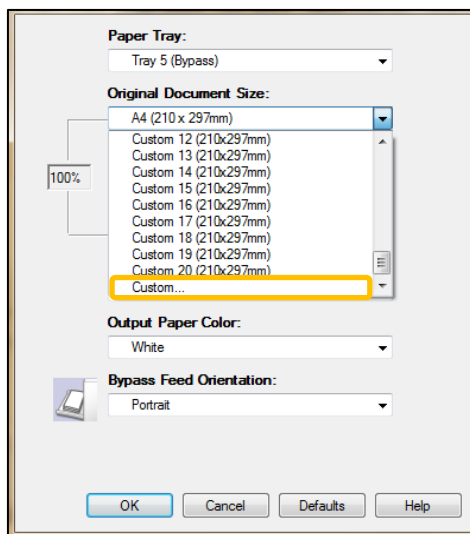 Paper Tray:
Tray 5 (Bypass)
Original Document Size:
A4 (210 x 297mm)
Custom 12 (210x297mm)
Custom 13 (210x297mm)
Custom 14 (210x297mm)
100%
Custom 15 (210x297mm)
Custom 16 (210x297mm)
Custom 17 (210x297mm)
Custom 18 (210x297mm)
Custom 19 (210x297mm)
Custom 20 (210x297mm)
Custom...
Output Paper Color:
White
Bypass Feed Orientation:
Portrait
OK Cancel Defaults Help